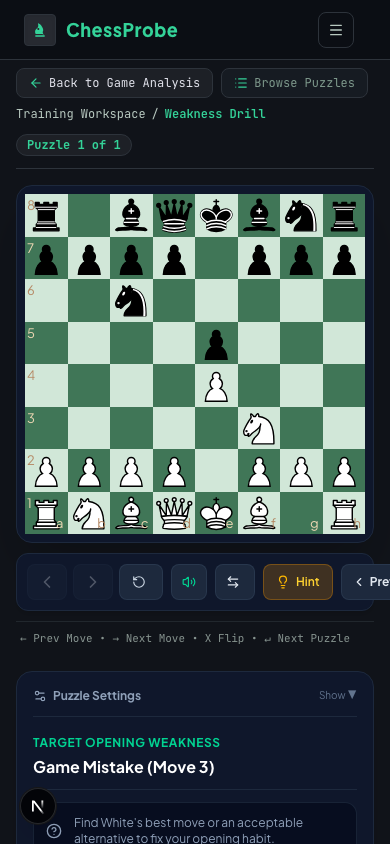 ChessProbe
Back to Game Analysis
Browse Puzzles
Training Workspace / Weakness Drill
Puzzle 1 of 1
8
7
6
5
4
3
2
1
a b c d e f g h
Hint
Pre
← Prev Move • → Next Move • X Flip • ↵ Next Puzzle
Puzzle Settings
Show ▼
TARGET OPENING WEAKNESS
Game Mistake (Move 3)
N
Find White's best move or an acceptable
alternative to fix your opening habit.